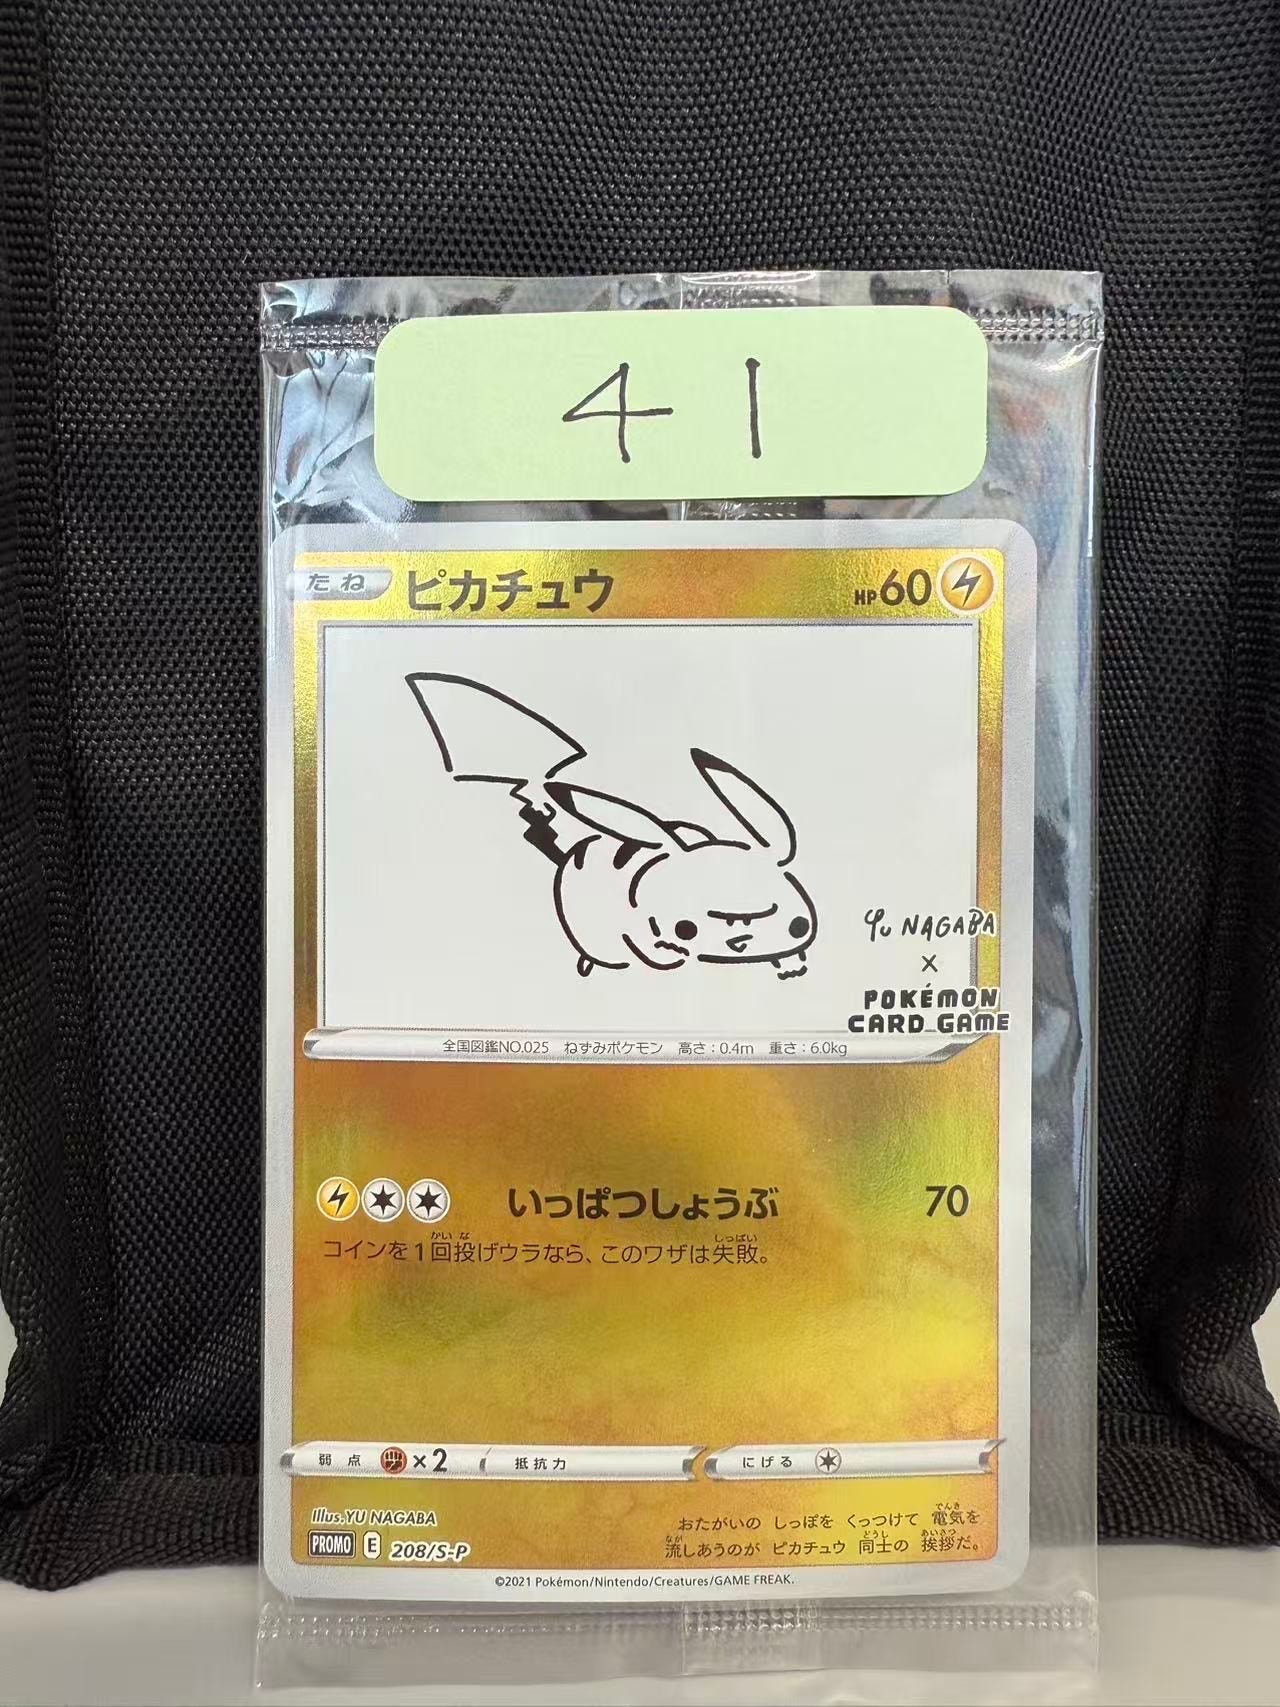 41
たね ピカチュウ HP60
YU NAGABA
×
POKÉMON
CARD GAME
全国図鑑NO.025 ねずみポケモン 高さ：0.4m 重さ：6.0kg
いっぱつしょうぶ 70
コインを1回投げウラなら、このワザは失敗。
弱点 ×2 抵抗力 にげる
Illus.YU NAGABA
PROMO E 208/S-P
おたがいの しっぽを くっつけて 電気を
流しあうのが ピカチュウ 同士の 挨拶だ。
©2021 Pokémon/Nintendo/Creatures/GAME FREAK.